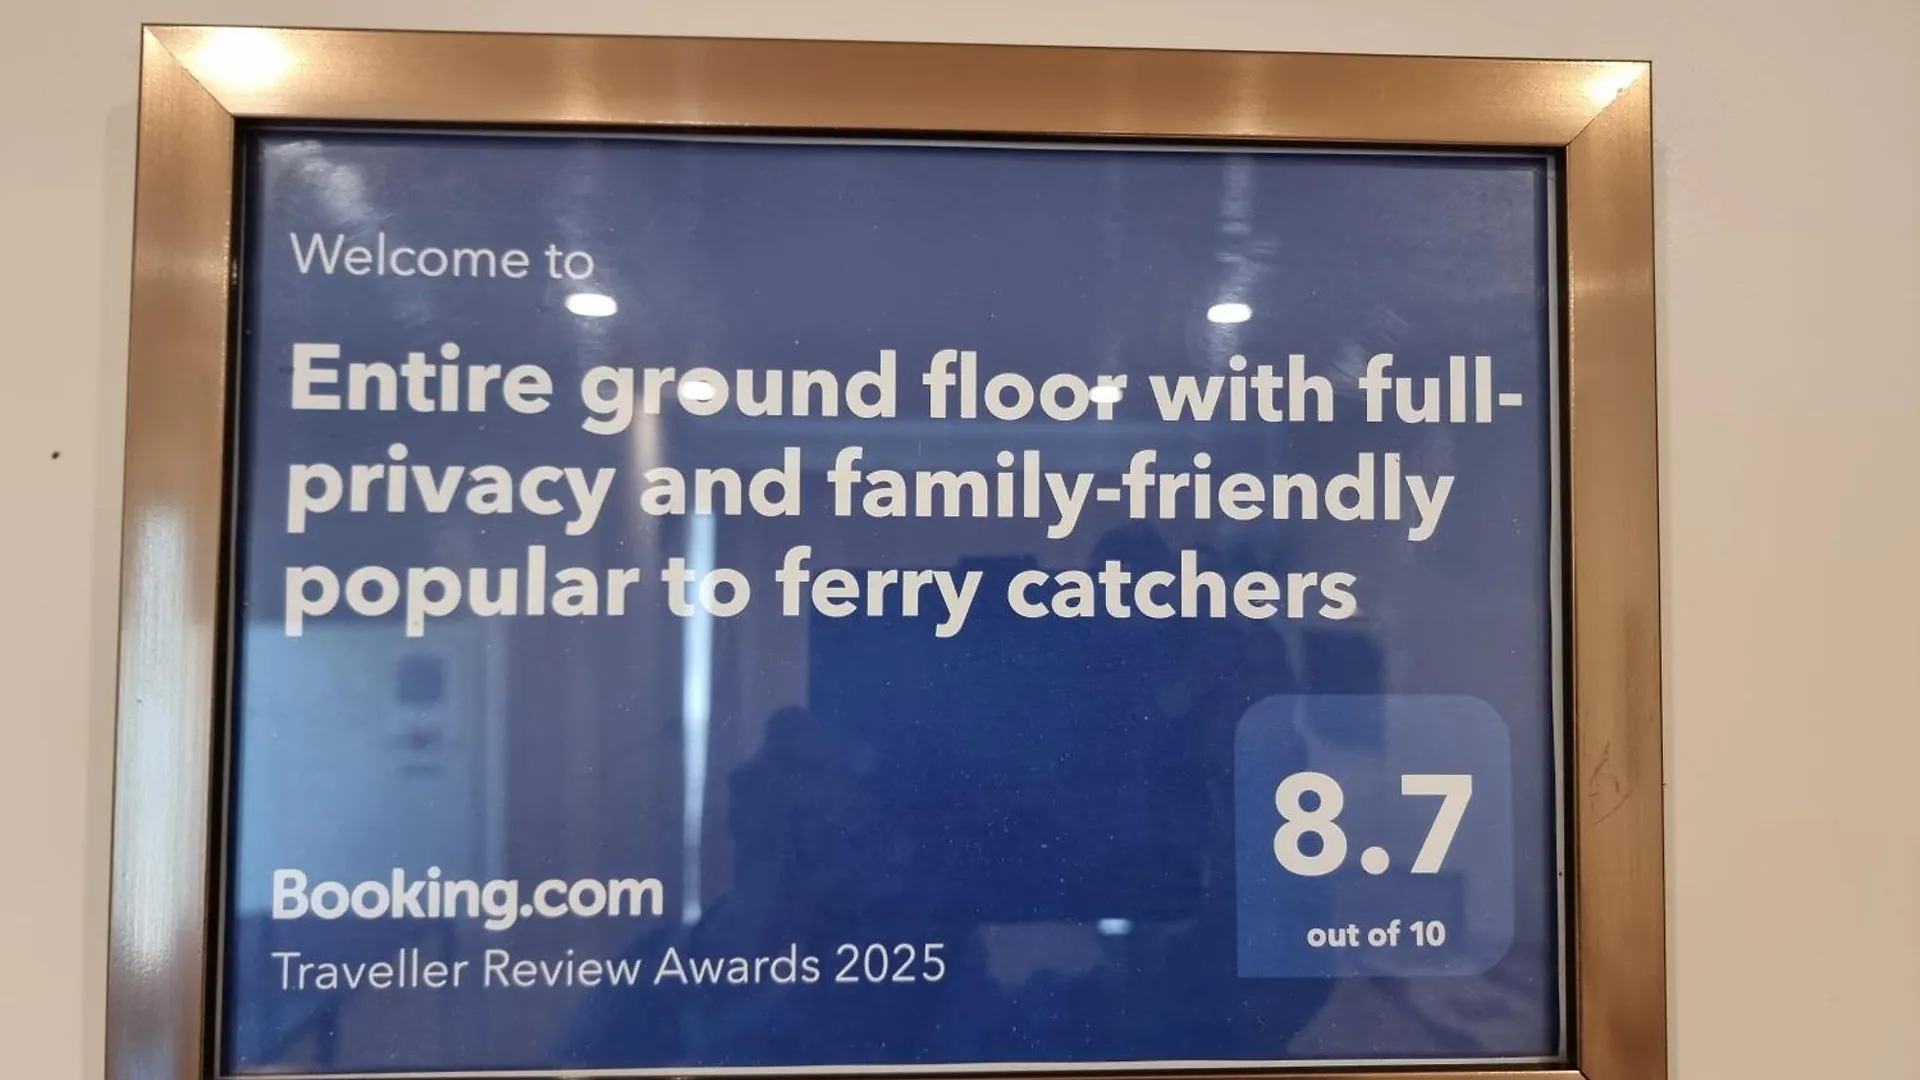 Welcome to
Entire ground floor with full-
privacy and family-friendly
popular to ferry catchers
8.7
out of 10
Booking.com
Traveller Review Awards 2025